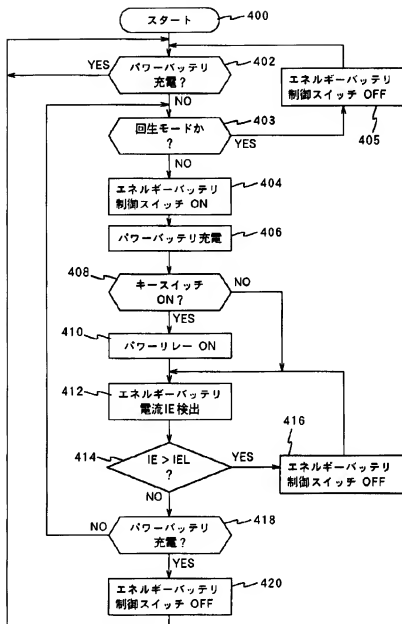 スタート
400
YES
パワーバッテリ
充電？
402
NO
エネルギーバッテリ
制御スイッチ OFF
405
回生モードか
？
403
YES
NO
エネルギーバッテリ
制御スイッチ ON
404
パワーバッテリ充電
406
408
キースイッチ
ON？
NO
YES
410
パワーリレー ON
412
エネルギーバッテリ
電流IE検出
414
IE＞IEL
？
YES
416
エネルギーバッテリ
制御スイッチ OFF
NO
NO
パワーバッテリ
充電？
418
YES
エネルギーバッテリ
制御スイッチ OFF
420